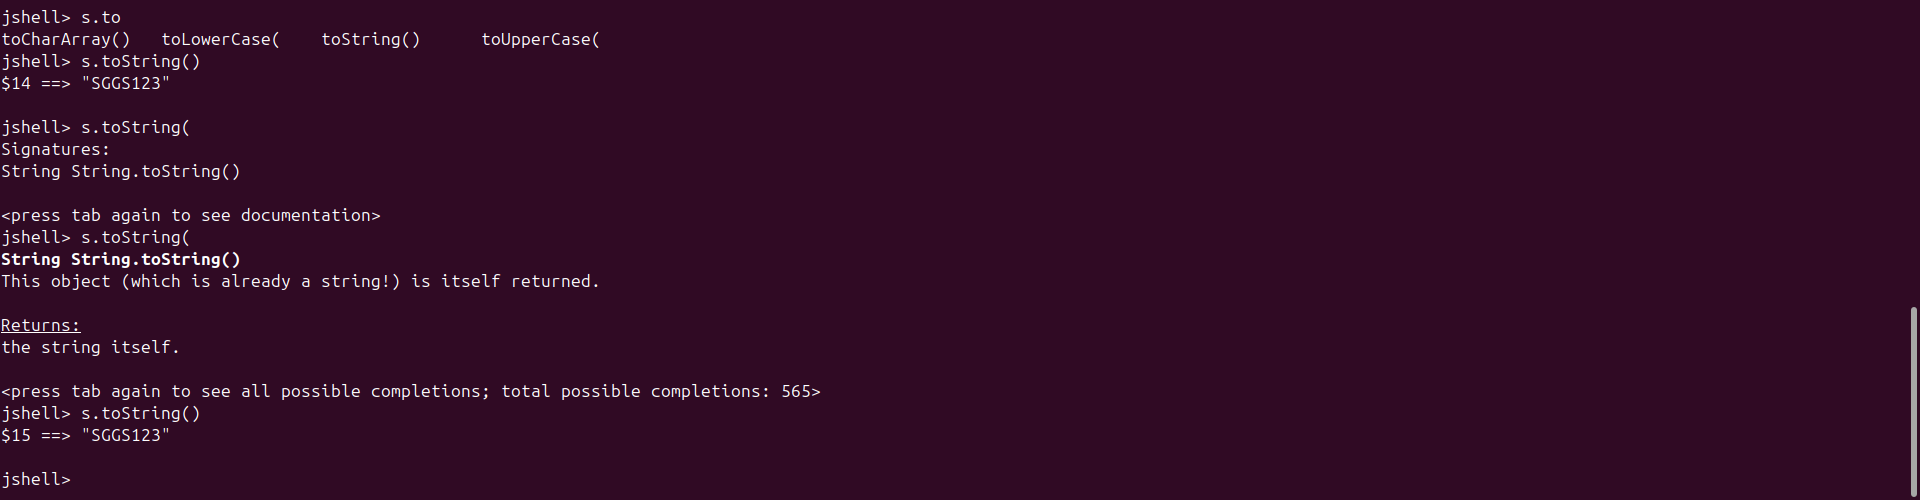 jshell> s.to
toCharArray()   toLowerCase(    toString()      toUpperCase(
jshell> s.toString()
$14 ==> "SGGS123"
jshell> s.toString(
Signatures:
String String.toString()
<press tab again to see documentation>
jshell> s.toString(
String String.toString()
This object (which is already a string!) is itself returned.
Returns:
the string itself.
<press tab again to see all possible completions; total possible completions: 565>
jshell> s.toString()
$15 ==> "SGGS123"
jshell>